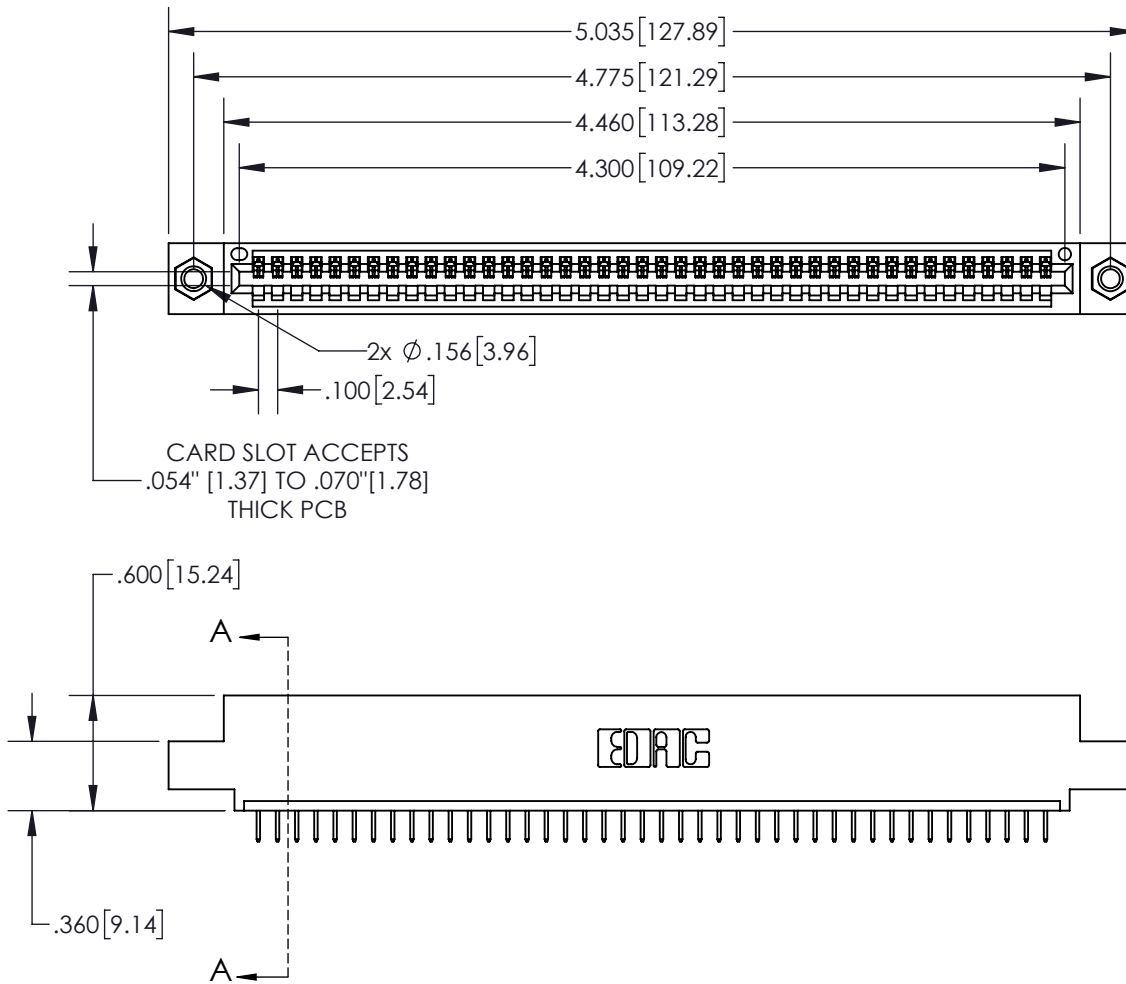 5.035[127.89]
4.775[121.29]
4.460[113.28]
4.300[109.22]
2x Ø.156[3.96]
.100[2.54]
CARD SLOT ACCEPTS
.054" [1.37] TO .070"[1.78]
THICK PCB
.600[15.24]
A
EDAC
.360[9.14]
A